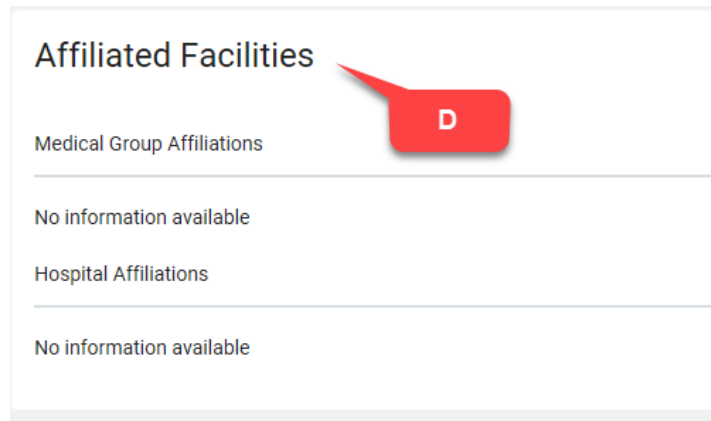 Affiliated Facilities
D
Medical Group Affiliations
No information available
Hospital Affiliations
No information available